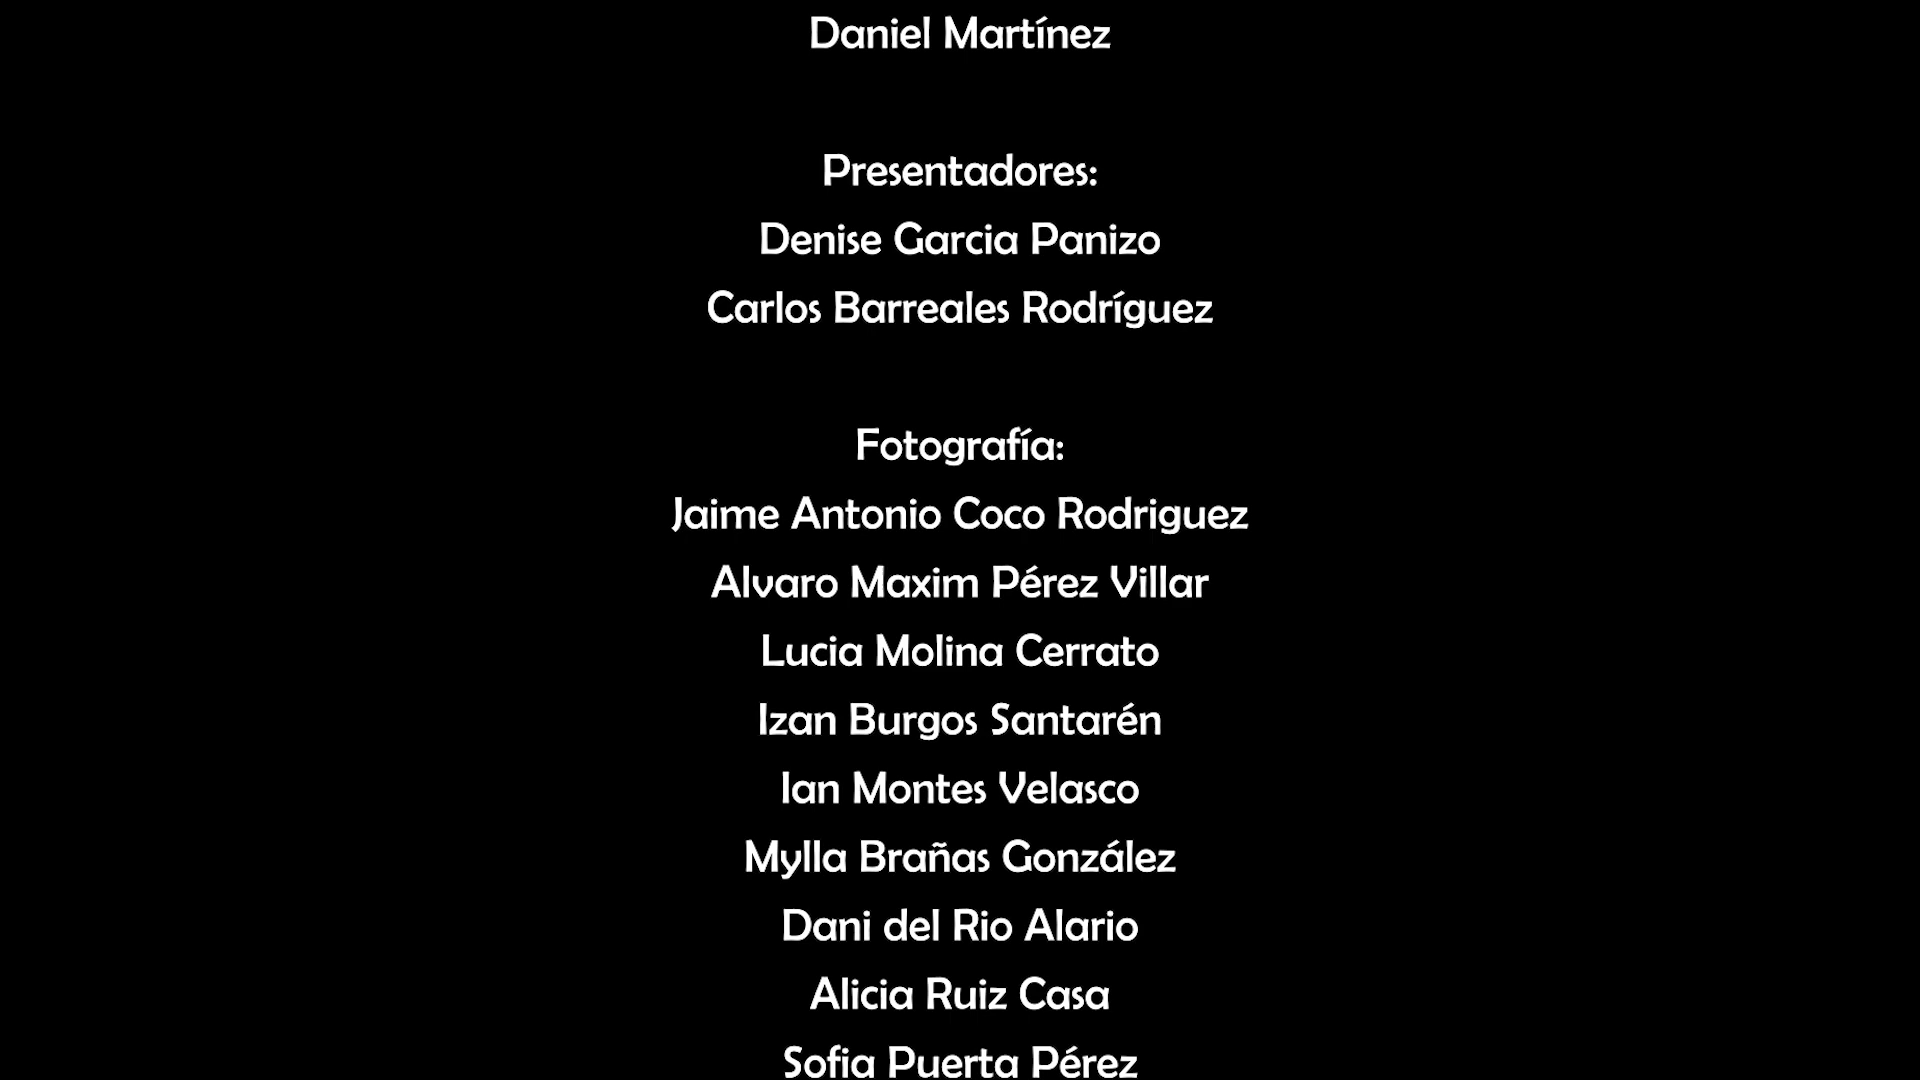 Daniel Martínez
Presentadores:
Denise Garcia Panizo
Carlos Barreales Rodríguez
Fotografía:
Jaime Antonio Coco Rodriguez
Alvaro Maxim Pérez Villar
Lucia Molina Cerrato
Izan Burgos Santarén
Ian Montes Velasco
Mylla Brañas González
Dani del Rio Alario
Alicia Ruiz Casa
Sofia Puerta Pérez